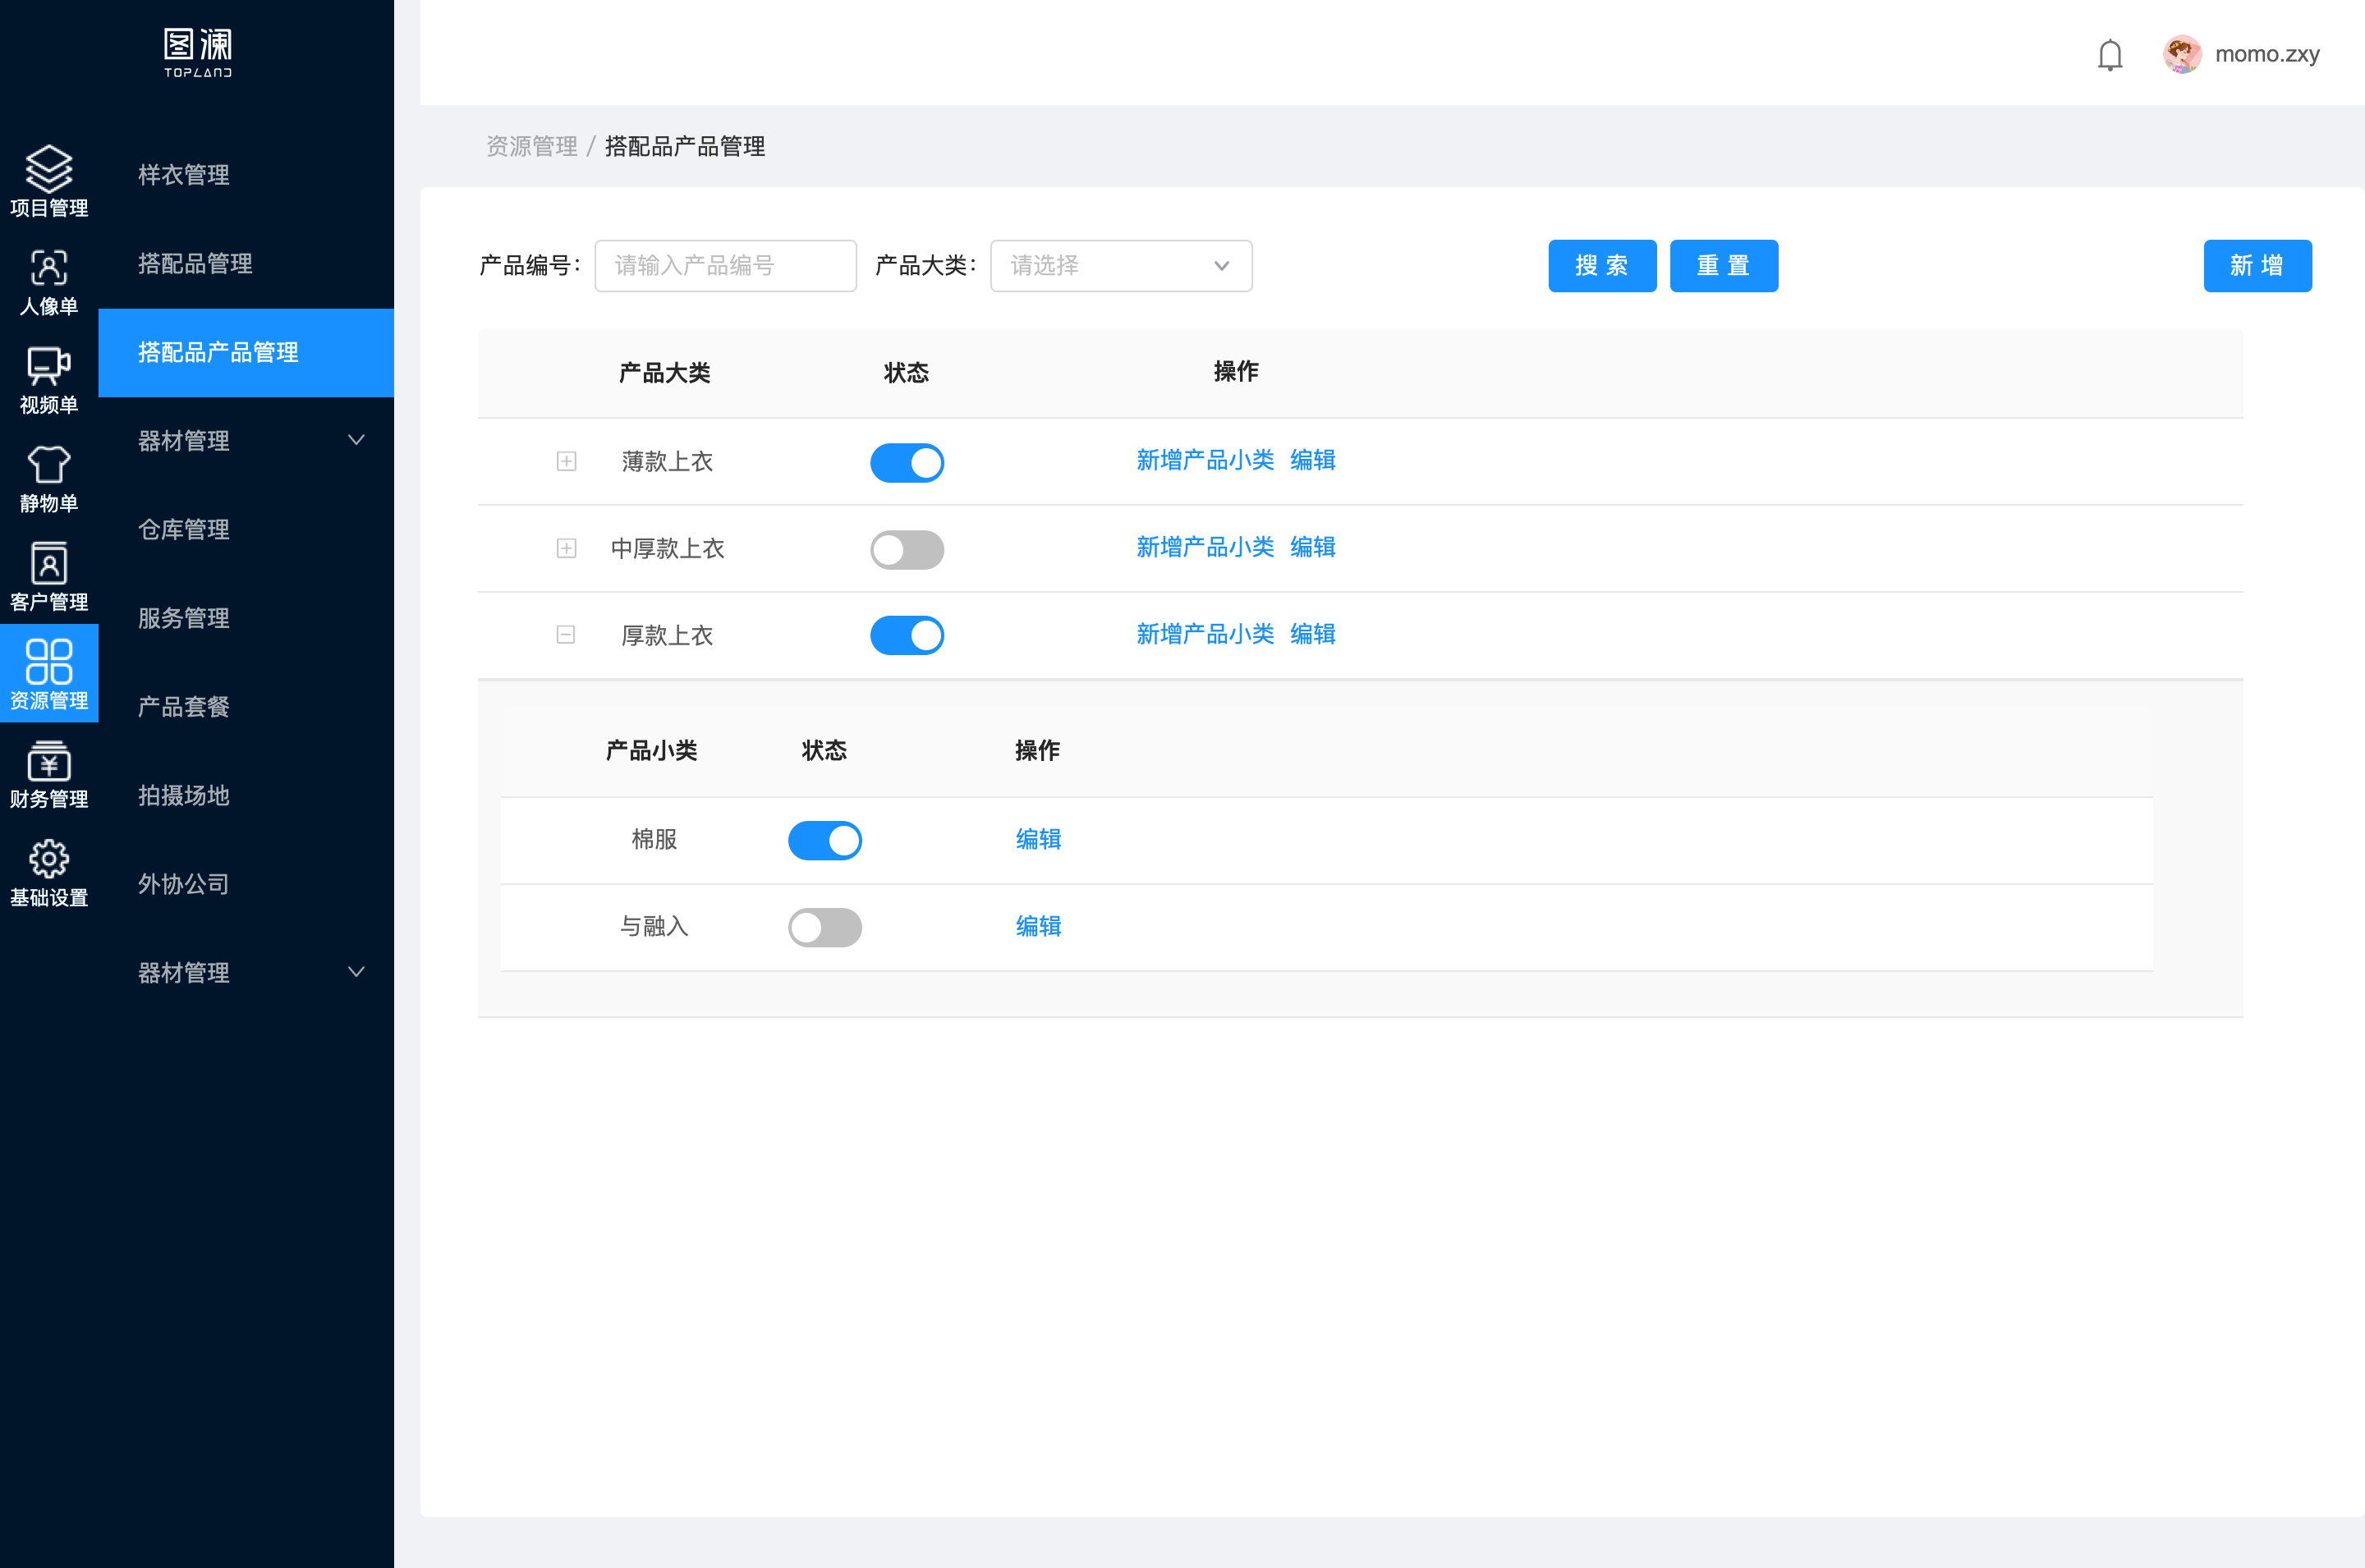 图澜
TOPLAND
momo.zxy
项目管理
人像单
视频单
静物单
客户管理
资源管理
财务管理
基础设置
样衣管理
搭配品管理
搭配品产品管理
器材管理
仓库管理
服务管理
产品套餐
拍摄场地
外协公司
器材管理
资源管理 / 搭配品产品管理
产品编号: 请输入产品编号 产品大类: 请选择 搜 索 重 置 新 增
产品大类 状态 操作
薄款上衣 新增产品小类 编辑
中厚款上衣 新增产品小类 编辑
厚款上衣 新增产品小类 编辑
产品小类 状态 操作
棉服 编辑
与融入 编辑